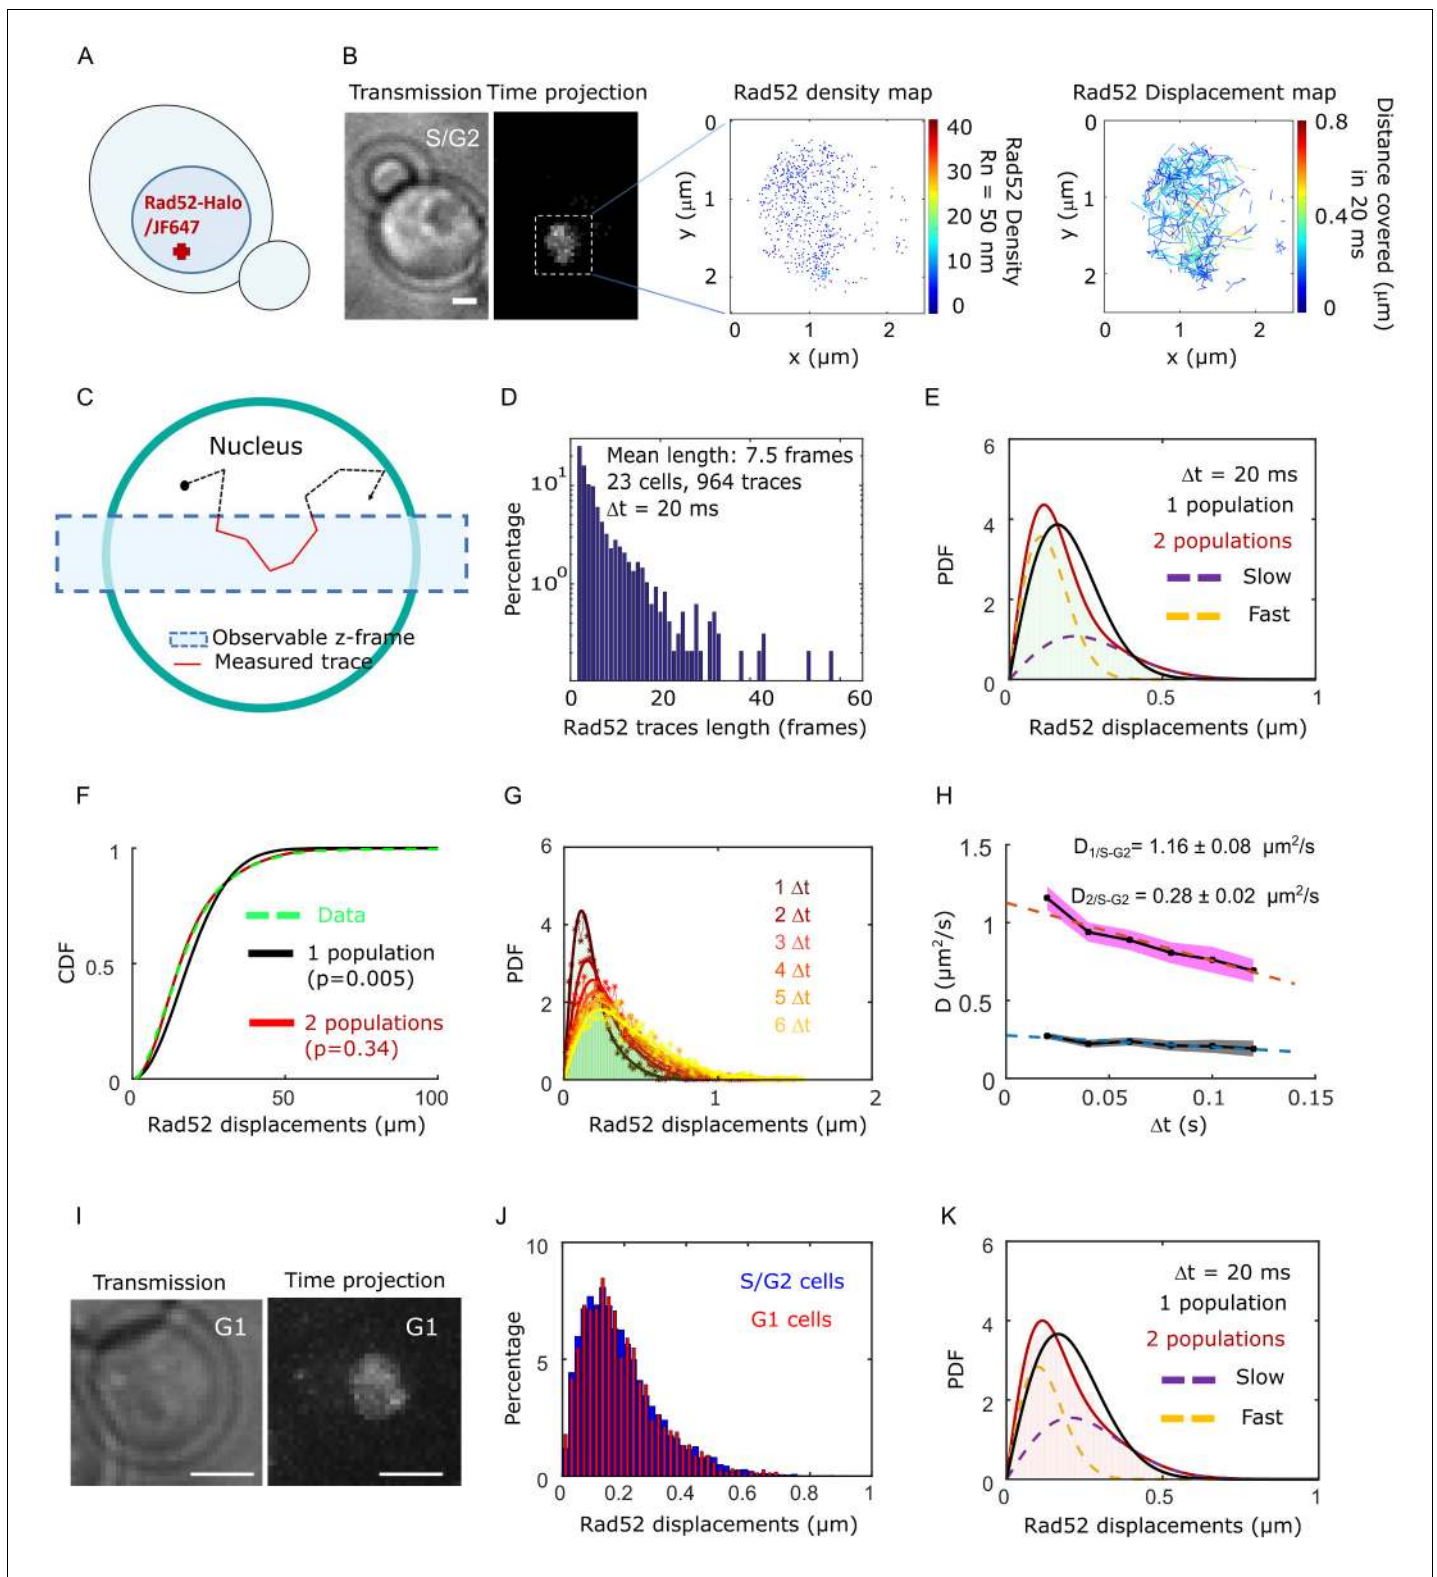 A
Rad52-Halo
/JF647
B
Transmission
Time projection
S/G2
Rad52 density map
0
1
2
y (µm)
0
1
2
x (µm)
40
30
20
10
0
Rad52 Density
Rn = 50 nm
Rad52 Displacement map
0
1
2
y (µm)
0
1
2
x (µm)
0.8
0.4
0
Distance covered (µm)
in 20 ms
C
Nucleus
Observable z-frame
Measured trace
D
Mean length: 7.5 frames
23 cells, 964 traces
Δt = 20 ms
10¹
10⁰
Percentage
0
20
40
60
Rad52 traces length (frames)
E
6
4
2
0
PDF
Δt = 20 ms
1 population
2 populations
Slow
Fast
0
0.5
1
Rad52 displacements (µm)
F
1
0.5
0
CDF
Data
1 population
(p=0.005)
2 populations
(p=0.34)
0
50
100
Rad52 displacements (µm)
G
6
4
2
0
PDF
1 Δt
2 Δt
3 Δt
4 Δt
5 Δt
6 Δt
0
1
2
Rad52 displacements (µm)
H
1.5
1
0.5
0
D (µm²/s)
D1/S-G2= 1.16 ± 0.08 µm²/s
D2/S-G2 = 0.28 ± 0.02 µm²/s
0
0.05
0.1
0.15
Δt (s)
I
Transmission
Time projection
G1
G1
J
10
5
0
Percentage
S/G2 cells
G1 cells
0
0.2
0.4
0.6
0.8
1
Rad52 displacements (µm)
K
6
4
2
0
PDF
Δt = 20 ms
1 population
2 populations
Slow
Fast
0
0.5
1
Rad52 displacements (µm)